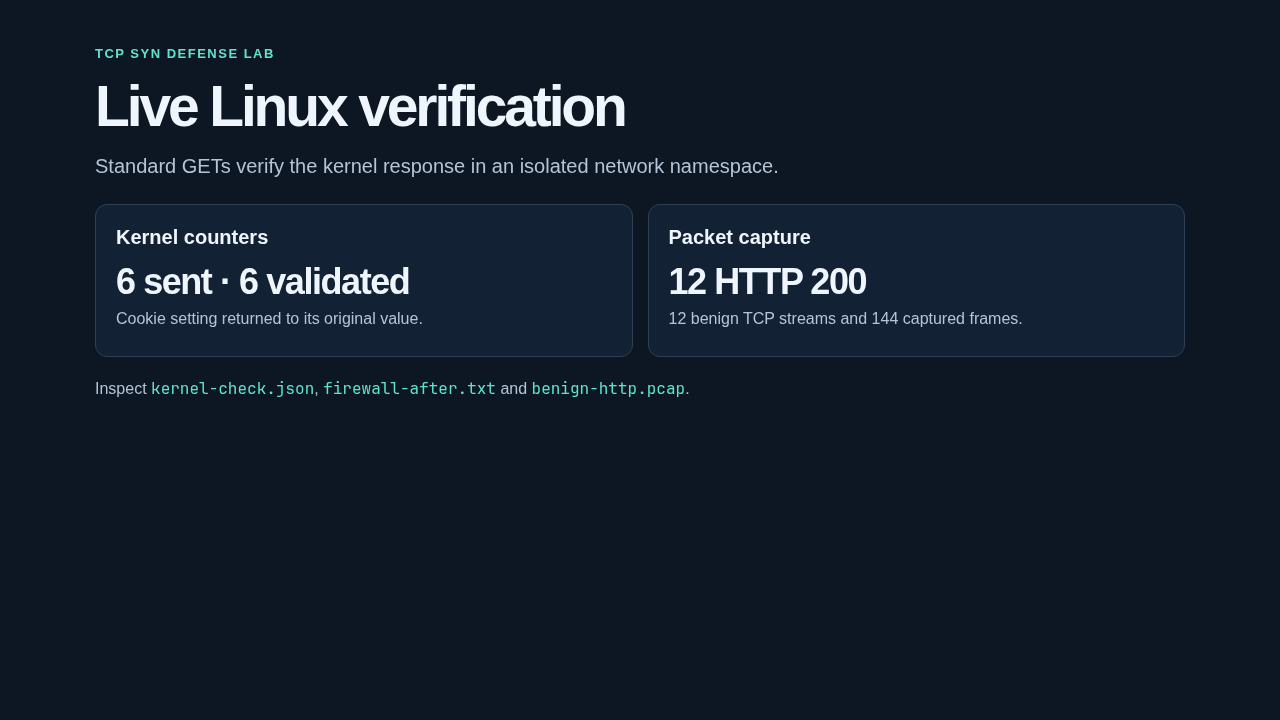 TCP SYN DEFENSE LAB
Live Linux verification
Standard GETs verify the kernel response in an isolated network namespace.
Kernel counters
6 sent · 6 validated
Cookie setting returned to its original value.
Packet capture
12 HTTP 200
12 benign TCP streams and 144 captured frames.
Inspect kernel-check.json, firewall-after.txt and benign-http.pcap.